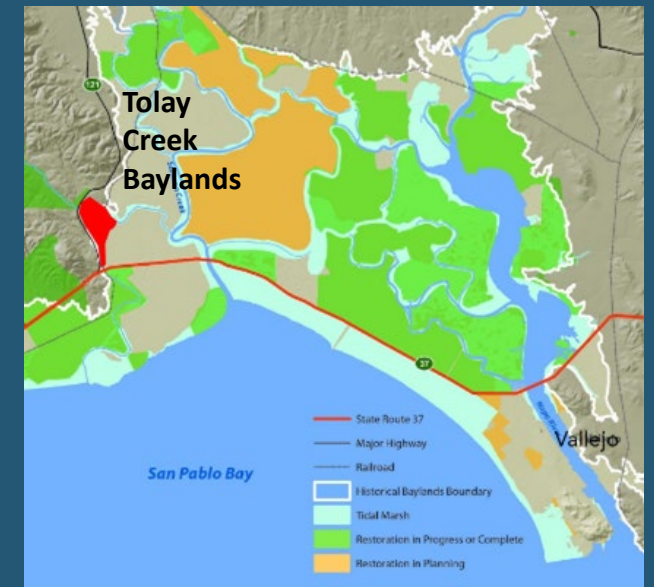 121
Tolay
Creek
Baylands
Creek
37
State Route 37
Major Highway
Railroad
San Pablo Bay
Historical Baylands Boundary
Tidal Marsh
Restoration in Progress or Complete
Restoration in Planning
Vallejo